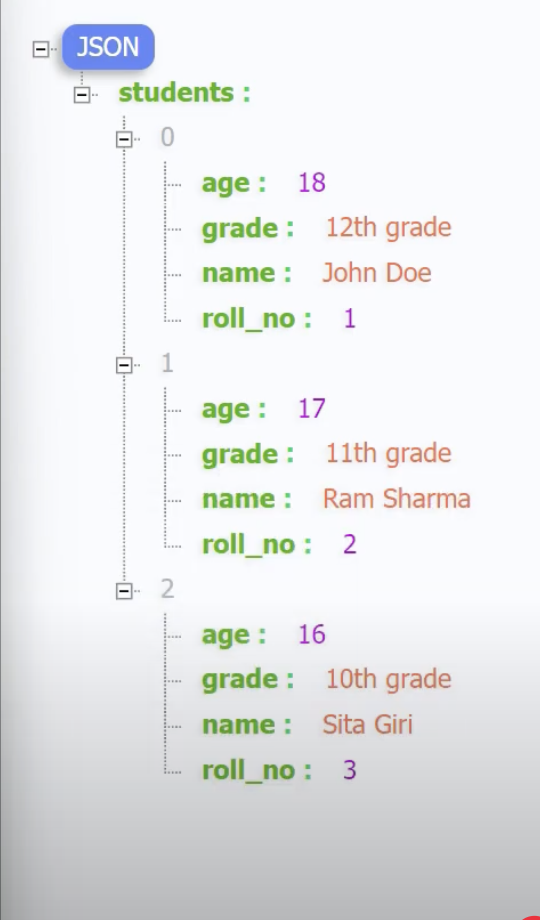 JSON
students :
0
age : 18
grade : 12th grade
name : John Doe
roll_no : 1
1
age : 17
grade : 11th grade
name : Ram Sharma
roll_no : 2
2
age : 16
grade : 10th grade
name : Sita Giri
roll_no : 3